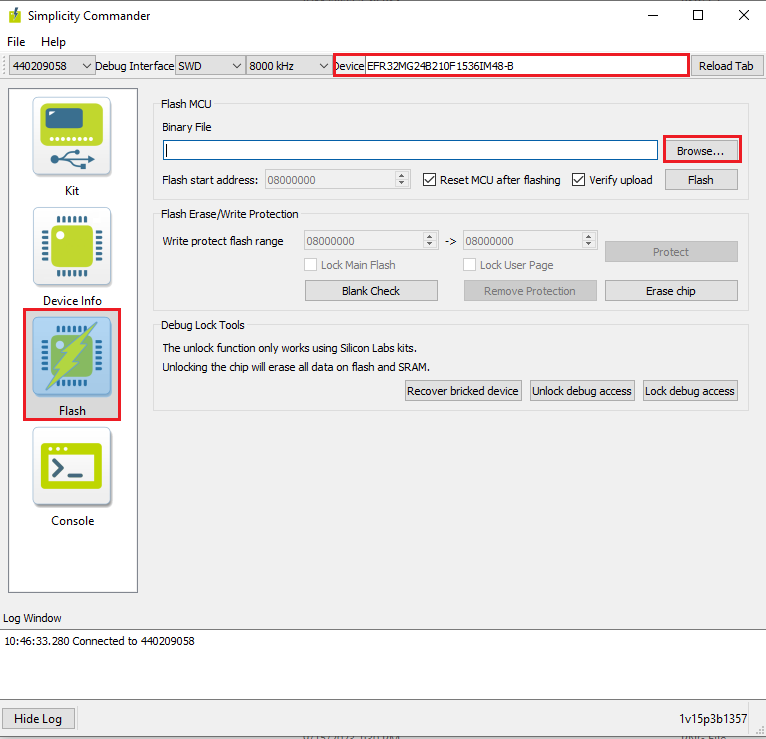 Simplicity Commander
File Help
440209058 Debug Interface SWD 8000 kHz Device EFR32MG24B210F1536IM48-B Reload Tab
Kit
Device Info
Flash
Console
Flash MCU
Binary File
Browse...
Flash start address: 08000000 Reset MCU after flashing Verify upload Flash
Flash Erase/Write Protection
Write protect flash range 08000000 -> 08000000 Protect
Lock Main Flash Lock User Page
Blank Check Remove Protection Erase chip
Debug Lock Tools
The unlock function only works using Silicon Labs kits.
Unlocking the chip will erase all data on flash and SRAM.
Recover bricked device Unlock debug access Lock debug access
Log Window
10:46:33.280 Connected to 440209058
Hide Log 1v15p3b1357